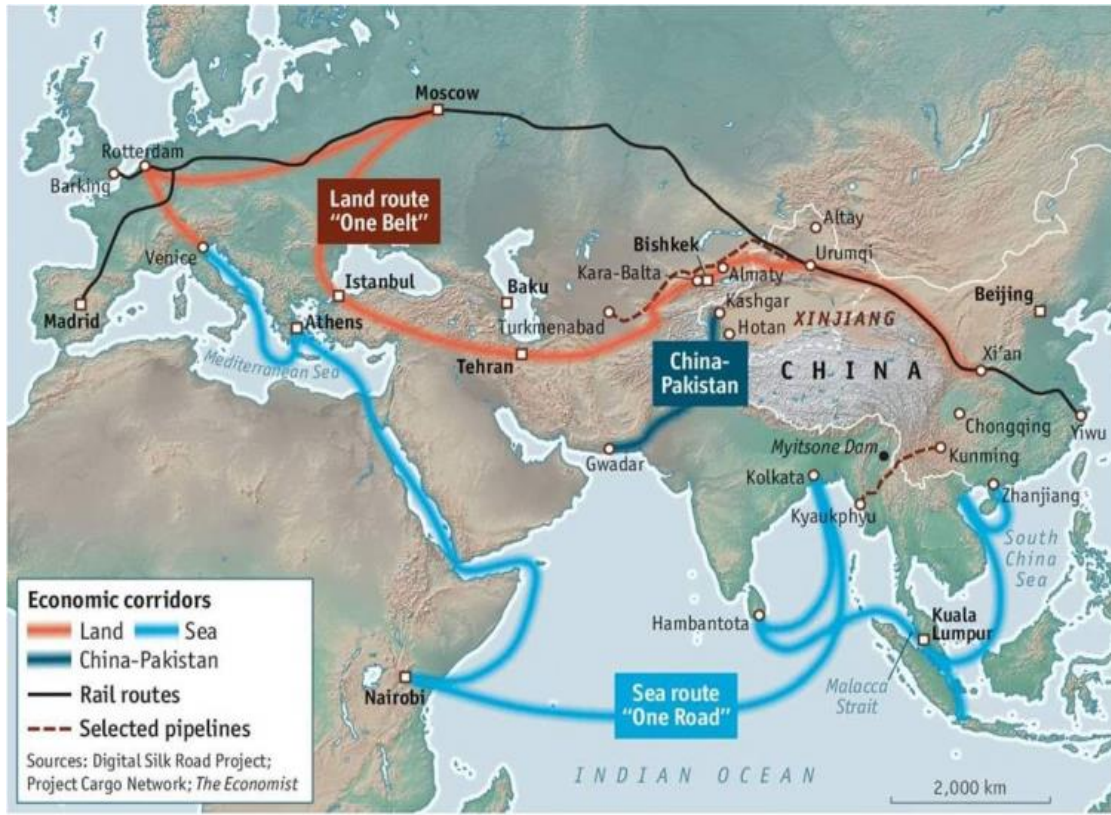 Moscow
Rotterdam
Barking
Land route
“One Belt”
Altay
Venice
Bishkek
Urumqi
Kara-Balta
Almaty
Istanbul
Baku
Kashgar
Beijing
Madrid
Athens
Turkmenabad
Hotan
XINJIANG
Mediterranean Sea
Tehran
China-
Pakistan
CHINA
Xi’an
Chongqing
Yiwu
Gwadar
Myitsone Dam
Kunming
Kolkata
Zhanjiang
Kyaukphyu
South
China
Sea
Economic corridors
Land Sea
China-Pakistan
Rail routes
Selected pipelines
Sources: Digital Silk Road Project;
Project Cargo Network; The Economist
Hambantota
Kuala
Lumpur
Nairobi
Sea route
“One Road”
Malacca
Strait
INDIAN OCEAN
2,000 km